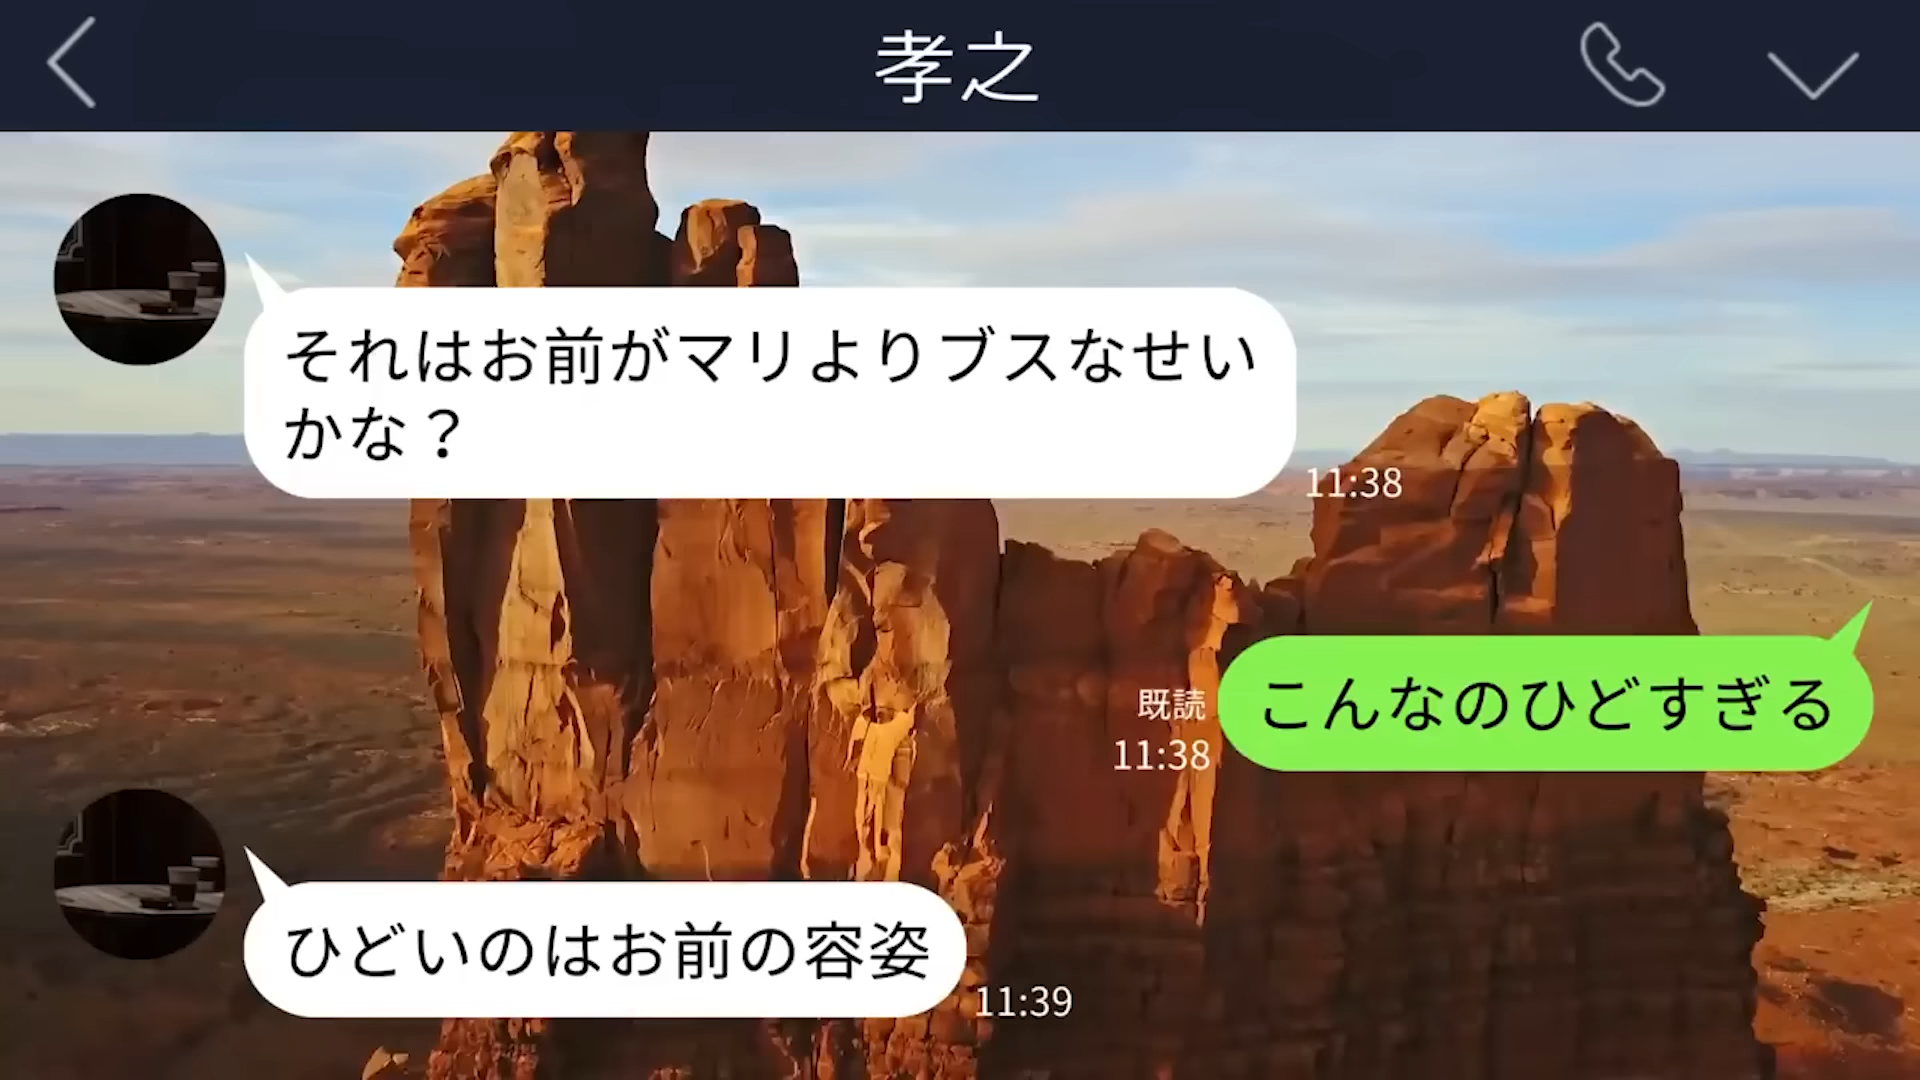 孝之
それはお前がマリよりブスなせい
かな？
11:38
こんなのひどすぎる
既読
11:38
ひどいのはお前の容姿
11:39